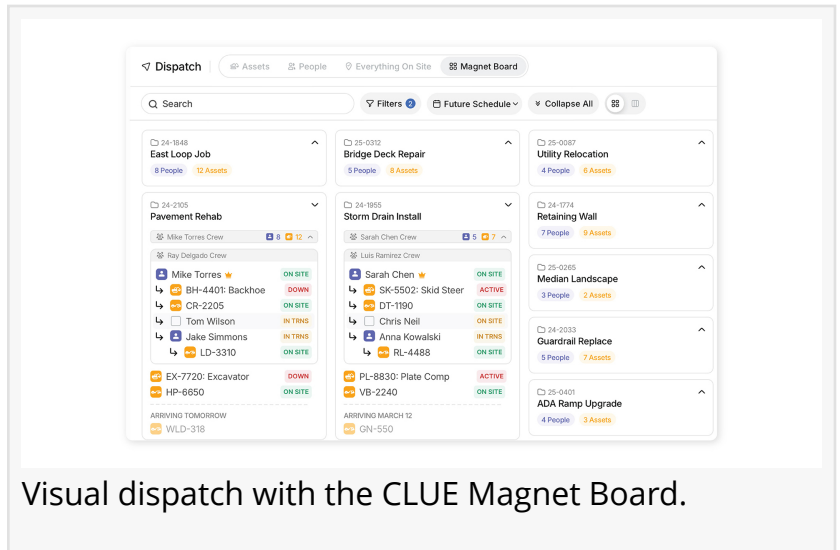 Dispatch Assets People Everything On Site Magnet Board
Search Filters 2 Future Schedule Collapse All
24-1848
East Loop Job
8 People 12 Assets
25-0312
Bridge Deck Repair
5 People 8 Assets
25-0087
Utility Relocation
4 People 6 Assets
24-2105
Pavement Rehab
Mike Torres Crew 8 12
Ray Delgado Crew
Mike Torres ON SITE
BH-4401: Backhoe DOWN
CR-2205 ON SITE
Tom Wilson IN TRNS
Jake Simmons IN TRNS
LD-3310 ON SITE
EX-7720: Excavator DOWN
HP-6650 ON SITE
ARRIVING TOMORROW
WLD-318
24-1955
Storm Drain Install
Sarah Chen Crew 5 7
Luis Ramirez Crew
Sarah Chen ON SITE
SK-5502: Skid Steer ACTIVE
DT-1190 ON SITE
Chris Neil ON SITE
Anna Kowalski IN TRNS
RL-4488 ON SITE
PL-8830: Plate Comp ACTIVE
VB-2240 ON SITE
ARRIVING MARCH 12
GN-550
24-1774
Retaining Wall
7 People 9 Assets
25-0265
Median Landscape
3 People 2 Assets
24-2033
Guardrail Replace
5 People 7 Assets
25-0401
ADA Ramp Upgrade
4 People 3 Assets
Visual dispatch with the CLUE Magnet Board.